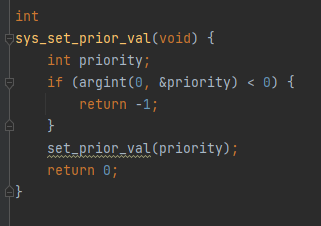 int
sys_set_prior_val(void) {
    int priority;
    if (argint(0, &priority) < 0) {
        return -1;
    }
    set_prior_val(priority);
    return 0;
}